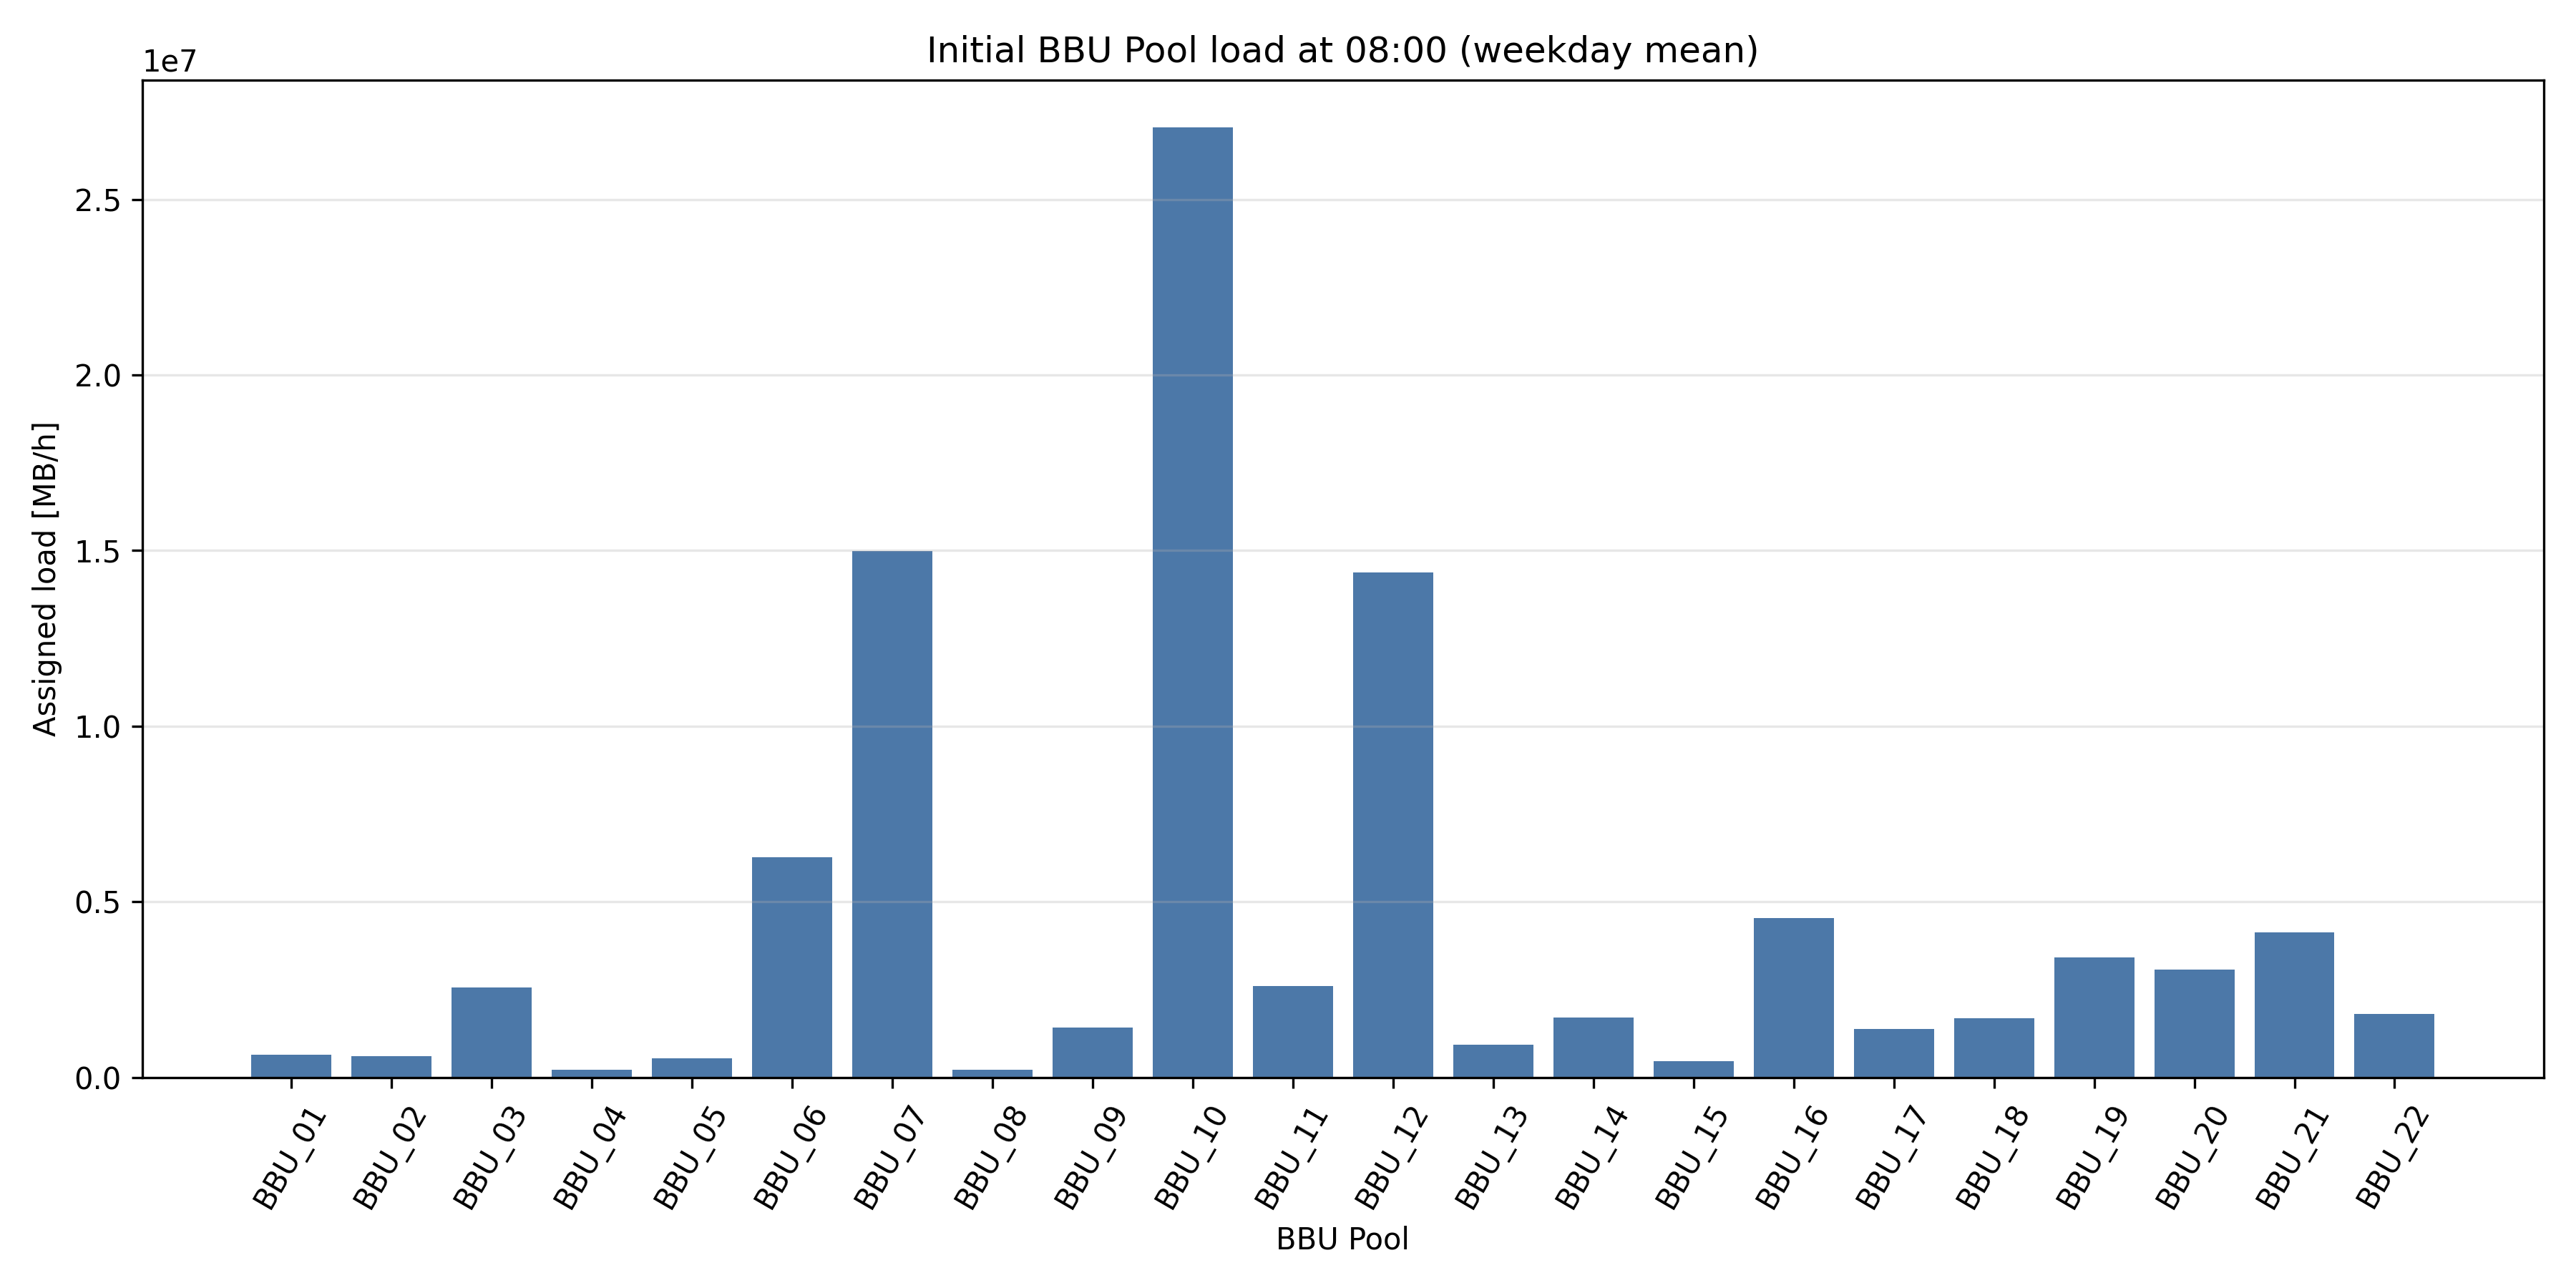 Initial BBU Pool load at 08:00 (weekday mean)
1e7
2.5
2.0
1.5
1.0
0.5
0.0
Assigned load [MB/h]
BBU_01
BBU_02
BBU_03
BBU_04
BBU_05
BBU_06
BBU_07
BBU_08
BBU_09
BBU_10
BBU_11
BBU_12
BBU_13
BBU_14
BBU_15
BBU_16
BBU_17
BBU_18
BBU_19
BBU_20
BBU_21
BBU_22
BBU Pool